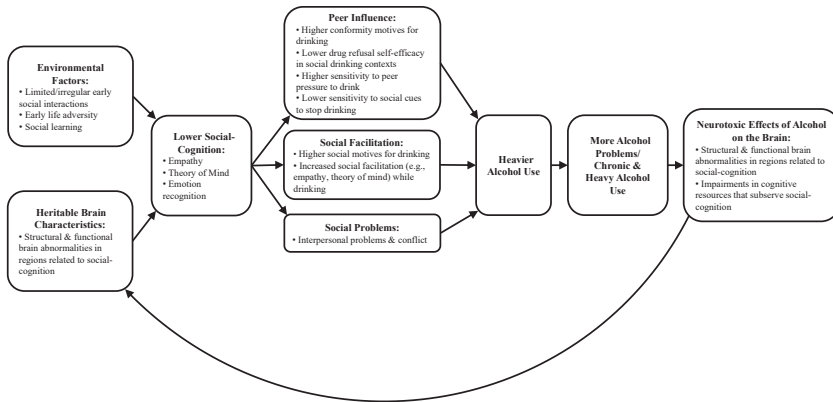 Environmental
Factors:
• Limited/irregular early
social interactions
• Early life adversity
• Social learning
Heritable Brain
Characteristics:
• Structural & functional
brain abnormalities in
regions related to social-
cognition
Lower Social-
Cognition:
• Empathy
• Theory of Mind
• Emotion
recognition
Peer Influence:
• Higher conformity motives for
drinking
• Lower drug refusal self-efficacy
in social drinking contexts
• Higher sensitivity to peer
pressure to drink
• Lower sensitivity to social cues
to stop drinking
Social Facilitation:
• Higher social motives for drinking
• Increased social facilitation (e.g.,
empathy, theory of mind) while
drinking
Social Problems:
• Interpersonal problems & conflict
Heavier
Alcohol Use
More Alcohol
Problems/
Chronic &
Heavy Alcohol
Use
Neurotoxic Effects of Alcohol
on the Brain:
• Structural & functional brain
abnormalities in regions related to
social-cognition
• Impairments in cognitive
resources that subserve social-
cognition